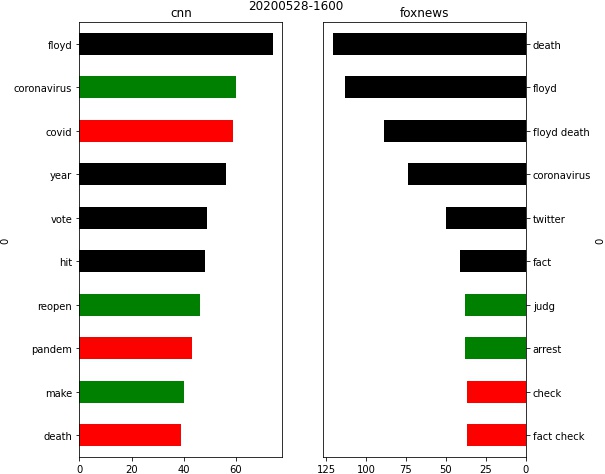 20200528-1600
cnn
foxnews
floyd
coronavirus
covid
year
vote
hit
reopen
pandem
make
death
0
0 20 40 60
death
floyd
floyd death
coronavirus
twitter
fact
judg
arrest
check
fact check
0
125 100 75 50 25 0